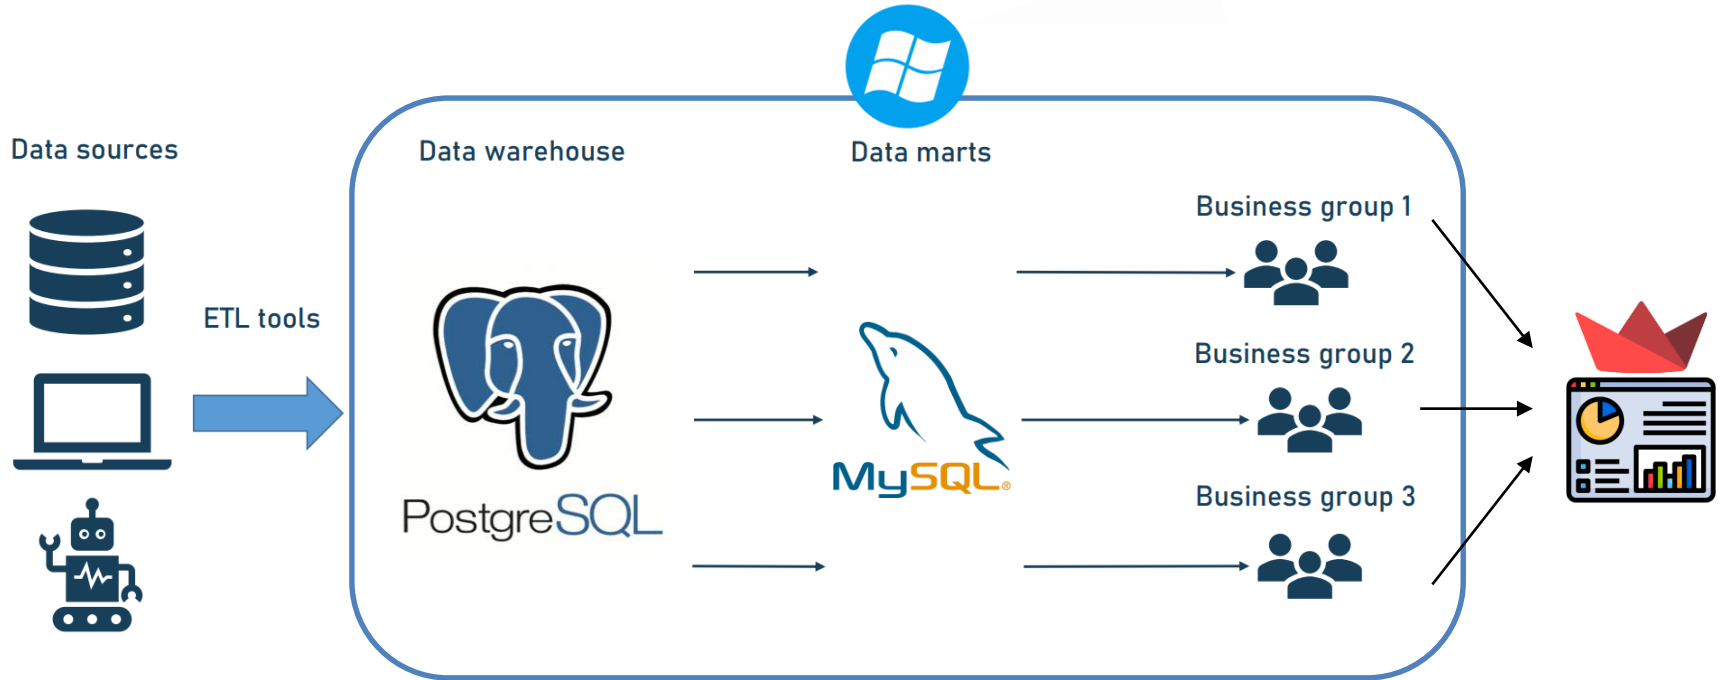 Data sources
Data warehouse
Data marts
Business group 1
ETL tools
Business group 2
MySQL®
Business group 3
PostgreSQL